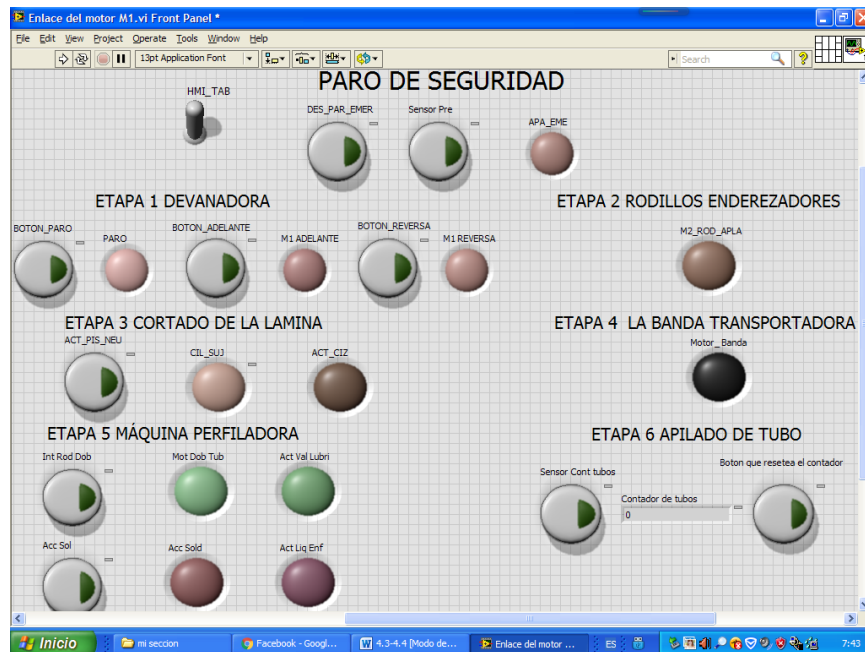 Enlace del motor M1.vi Front Panel *
File Edit View Project Operate Tools Window Help
13pt Application Font
Search
PARO DE SEGURIDAD
HMI_TAB
DES_PAR_EMER
Sensor Pre
APA_EME
ETAPA 1 DEVANADORA
ETAPA 2 RODILLOS ENDEREZADORES
BOTON_PARO
PARO
BOTON_ADELANTE
M1 ADELANTE
BOTON_REVERSA
M1 REVERSA
M2_ROD_APLA
ETAPA 3 CORTADO DE LA LAMINA
ETAPA 4 LA BANDA TRANSPORTADORA
ACT_PIS_NEU
CIL_SUJ
ACT_CIZ
Motor_Banda
ETAPA 5 MÁQUINA PERFILADORA
ETAPA 6 APILADO DE TUBO
Int Rod Dob
Mot Dob Tub
Act Val Lubri
Sensor Cont tubos
Boton que resetea el contador
Contador de tubos
0
Acc Sol
Acc Sold
Act Liq Enf
Inicio
mi seccion
Facebook - Googl...
4.3-4.4 [Modo de...
Enlace del motor ...
ES
7:43